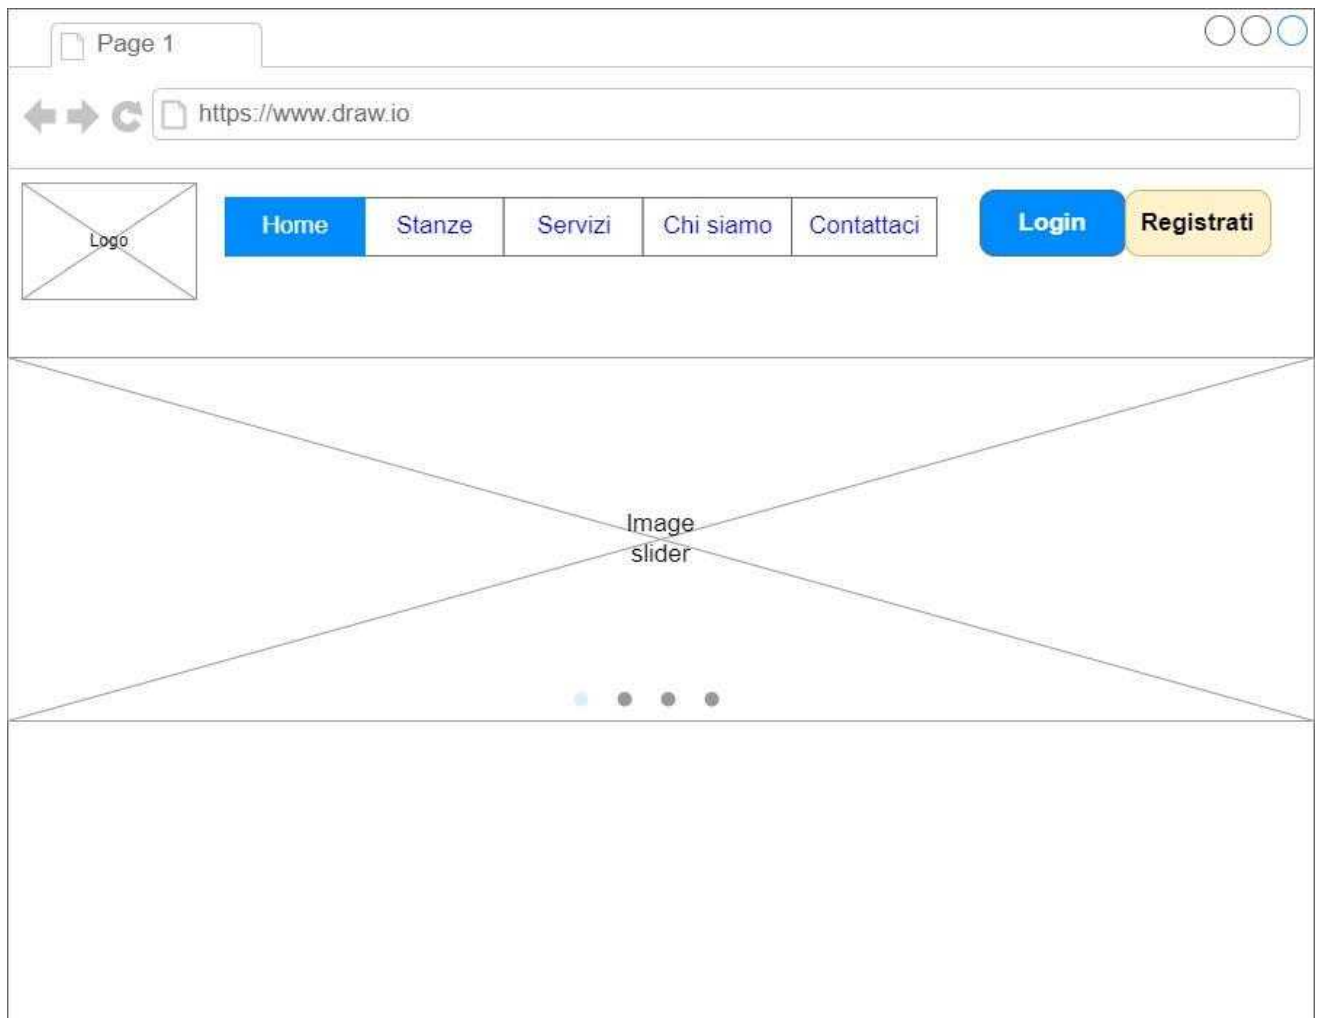 Page 1
https://www.draw.io
Logo
Home
Stanze
Servizi
Chi siamo
Contattaci
Login
Registrati
Image
slider